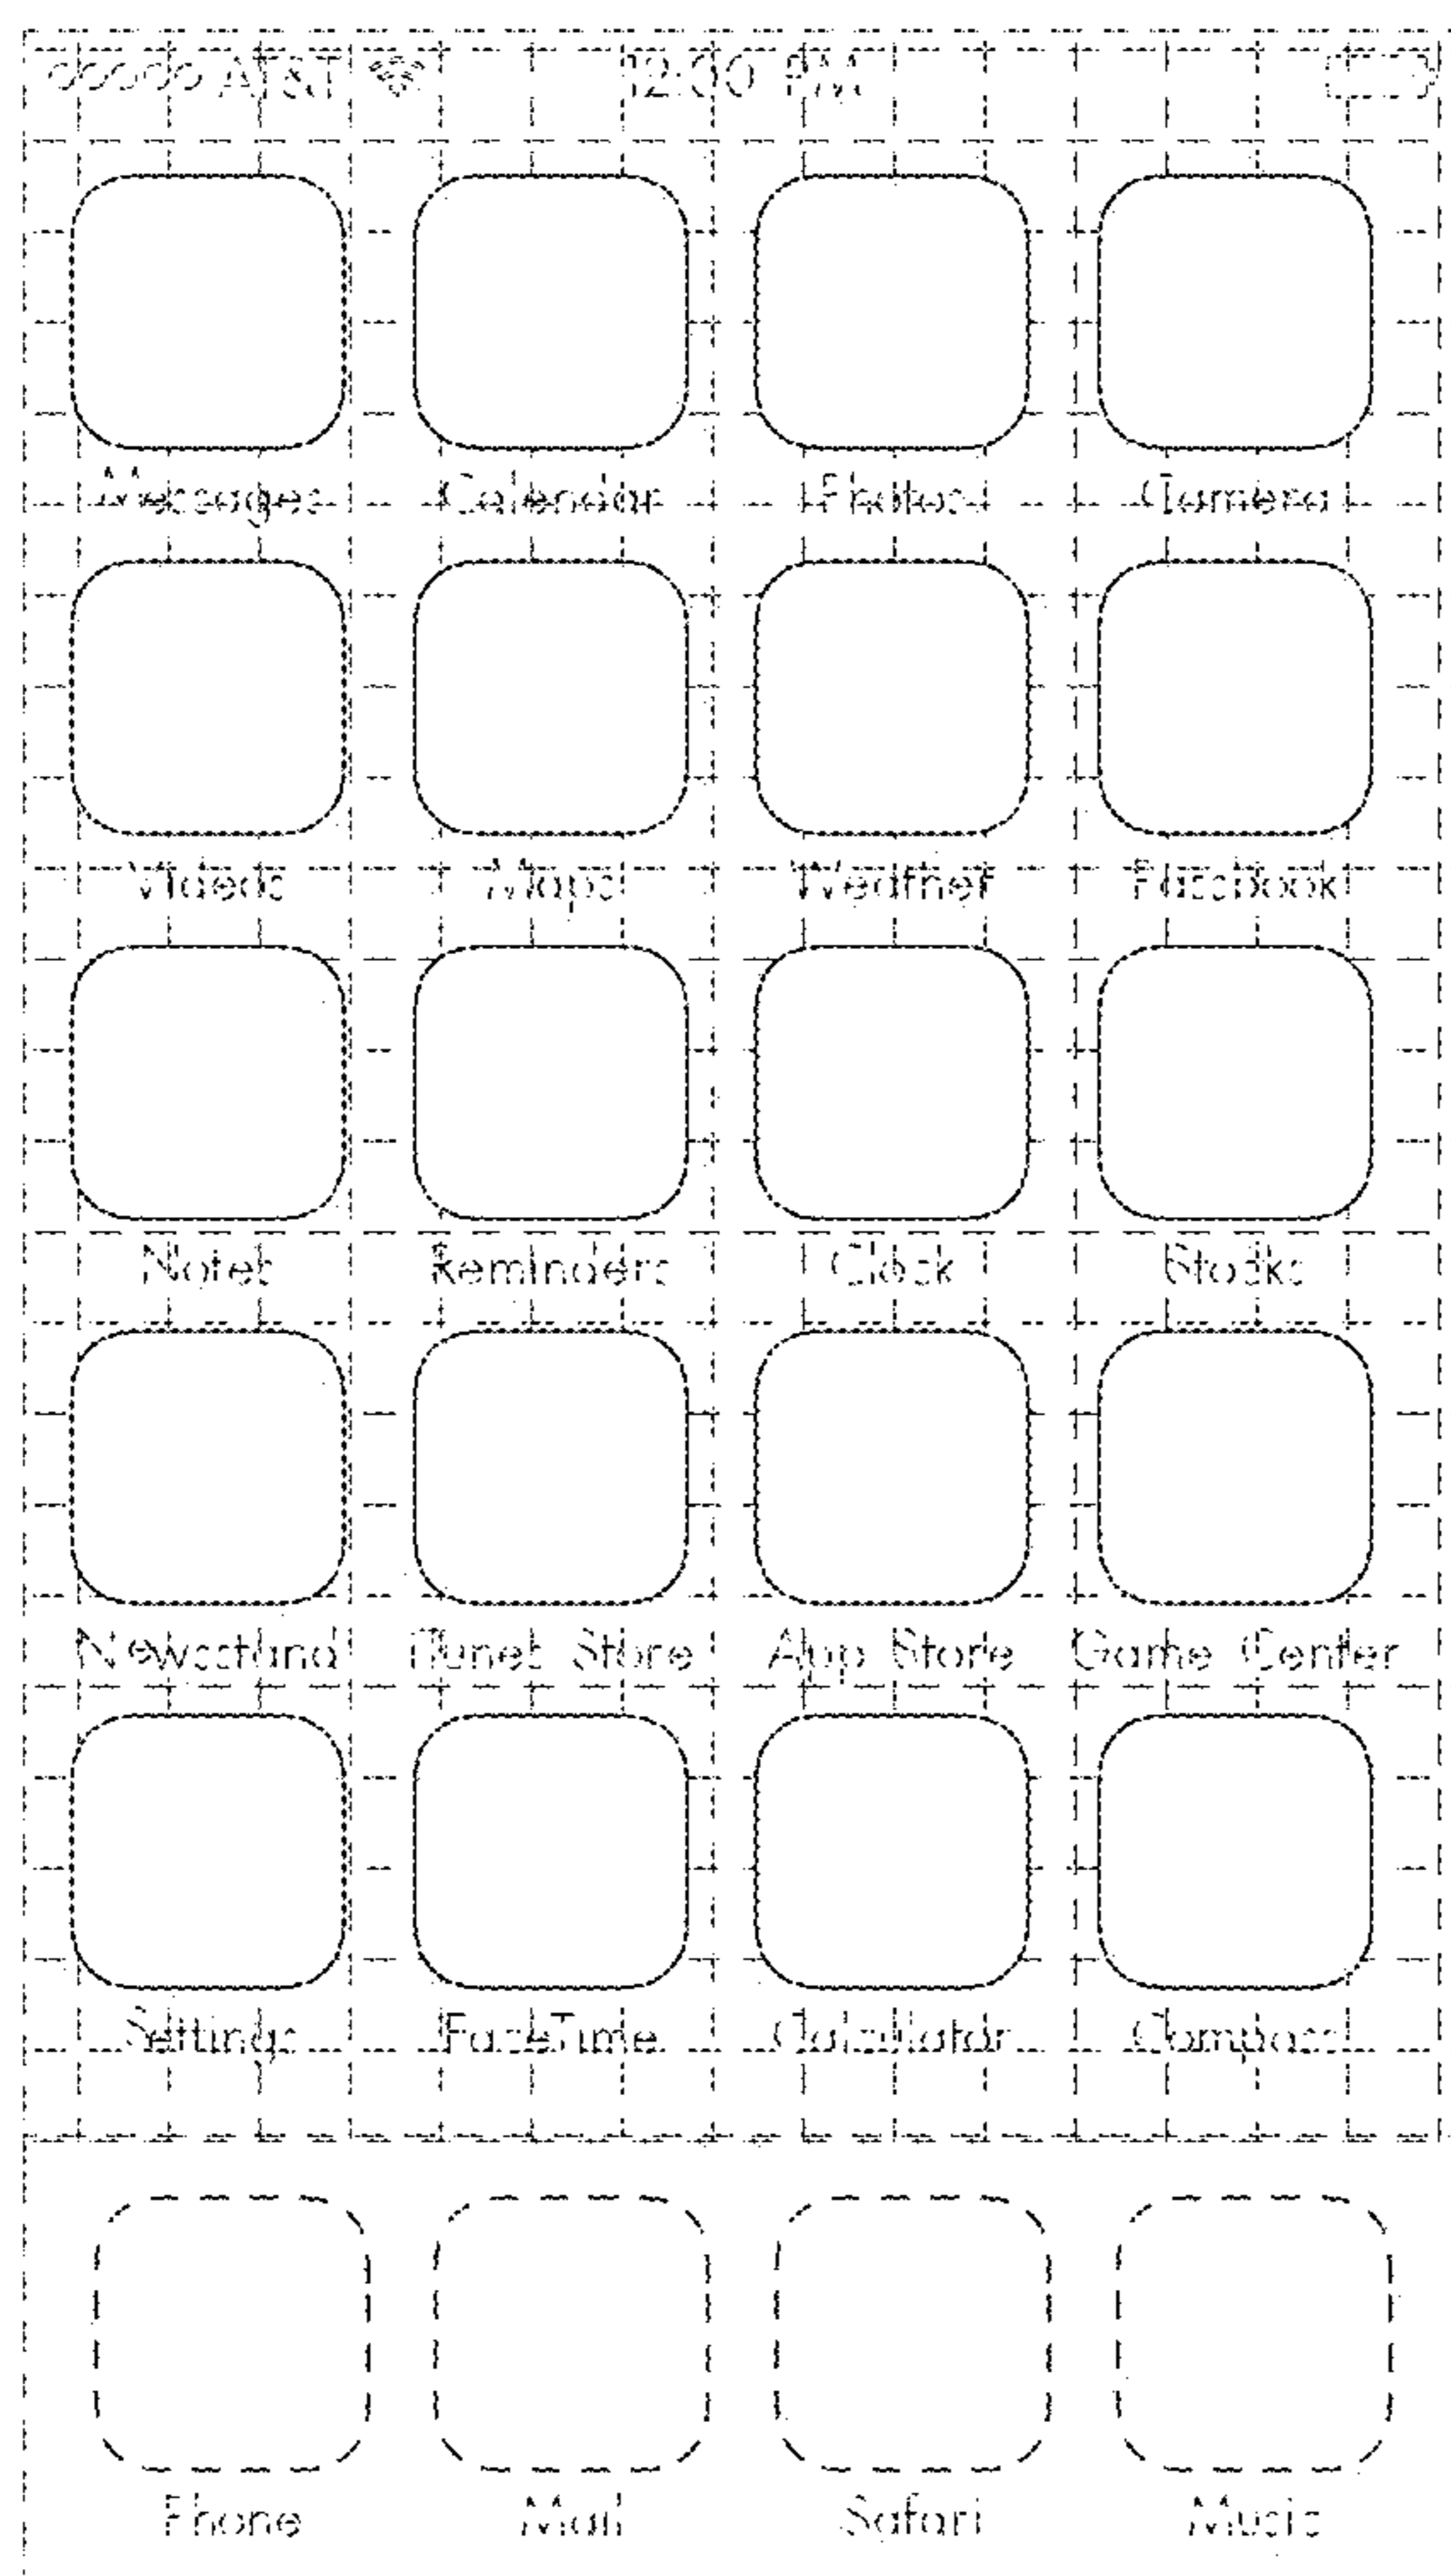 AT&T 12:00 PM
Messages Calendar Photos Camera
Videos Maps Weather Passbook
Notes Reminders Clock Stocks
Newsstand iTunes Store App Store Game Center
Settings FaceTime Calculator Compass
Phone Mail Safari Music